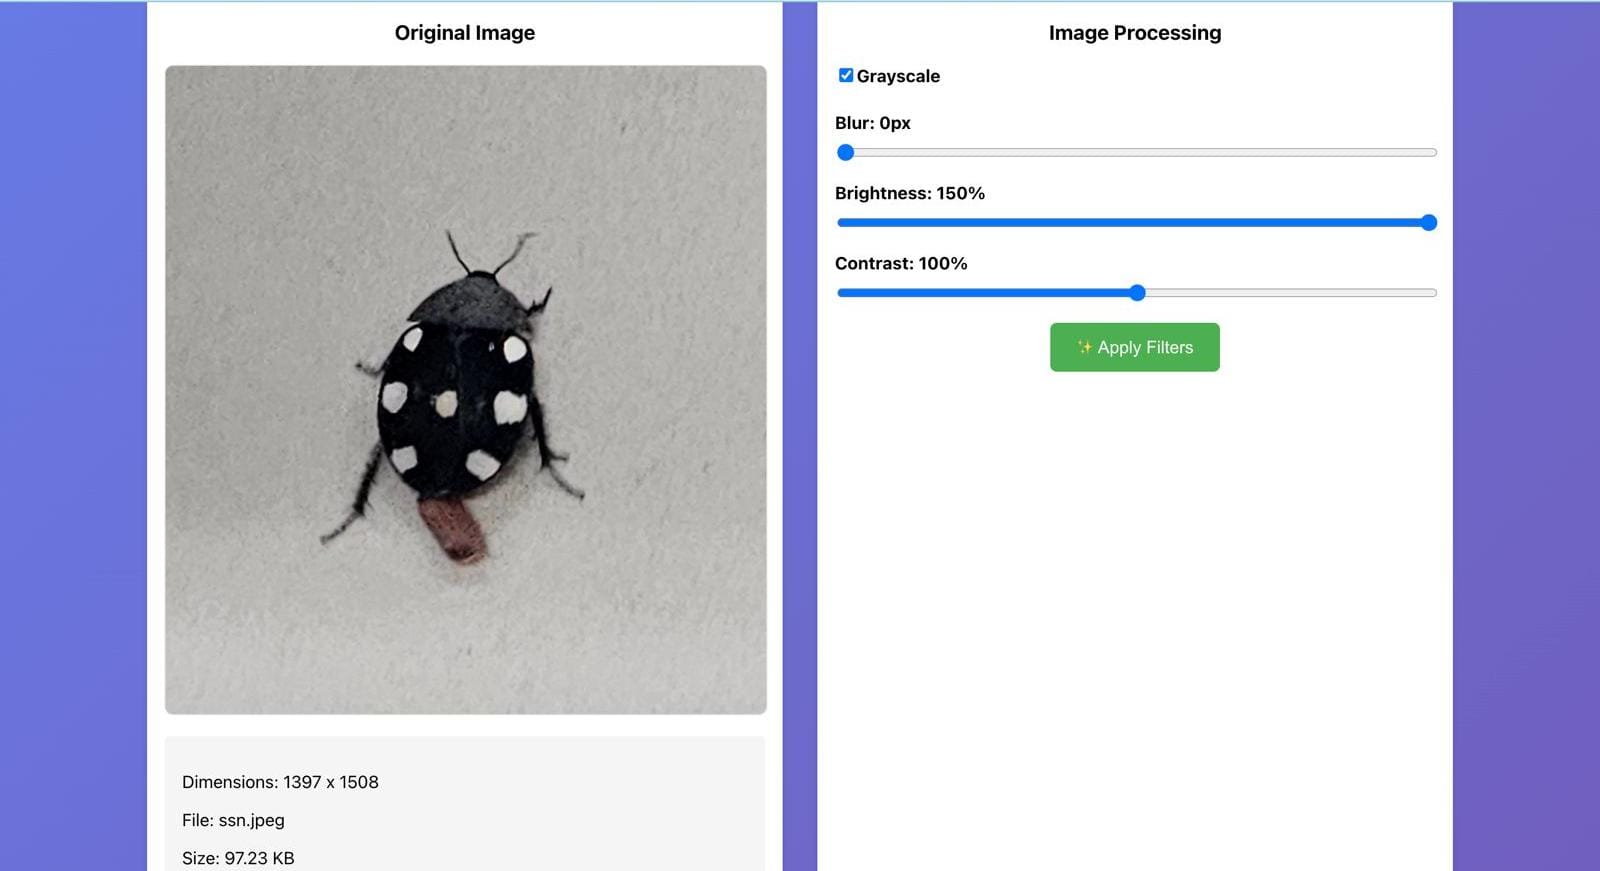 Original Image
Dimensions: 1397 x 1508
File: ssn.jpeg
Size: 97.23 KB
Image Processing
Grayscale
Blur: 0px
Brightness: 150%
Contrast: 100%
✨ Apply Filters